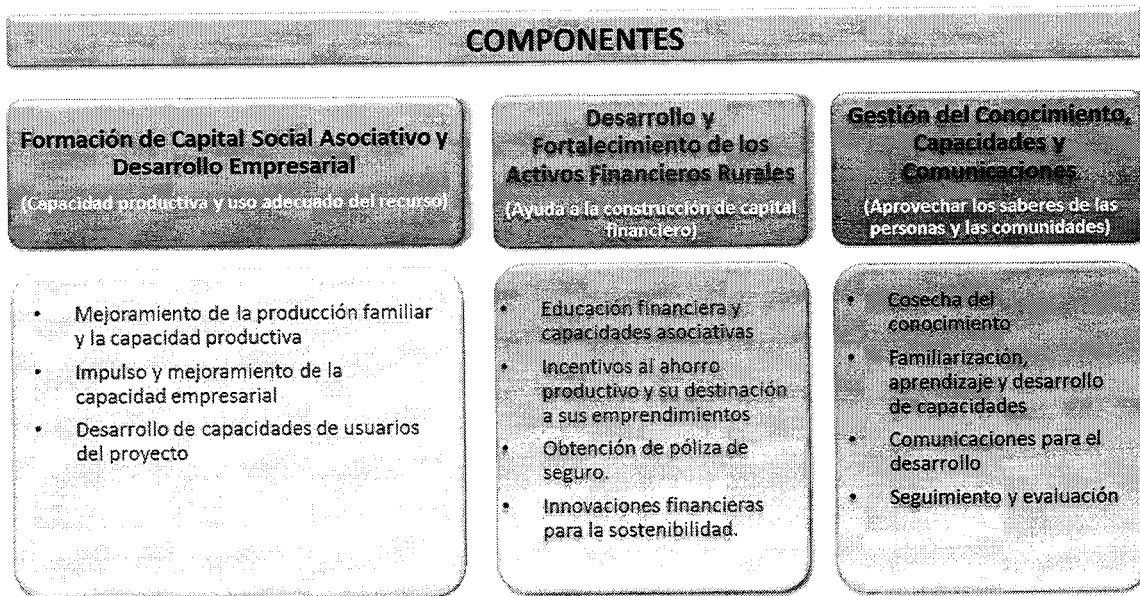 COMPONENTES
Formación de Capital Social Asociativo y
Desarrollo Empresarial
(Capacidad productiva y uso adecuado del recurso)
• Mejoramiento de la producción familiar
y la capacidad productiva
• Impulso y mejoramiento de la
capacidad empresarial
• Desarrollo de capacidades de usuarios
del proyecto
Desarrollo y
Fortalecimiento de los
Activos Financieros Rurales
(Ayuda a la construcción de capital
financiero)
• Educación financiera y
capacidades asociativas
• Incentivos al ahorro
productivo y su destinación
a sus emprendimientos
• Obtención de póliza de
seguro.
• Innovaciones financieras
para la sostenibilidad.
Gestión del Conocimiento,
Capacidades y
Comunicaciones
(Aprovechar los saberes de las
personas y las comunidades)
• Cosecha del
conocimiento
• Familiarización,
aprendizaje y desarrollo
de capacidades
• Comunicaciones para el
desarrollo
• Seguimiento y evaluación